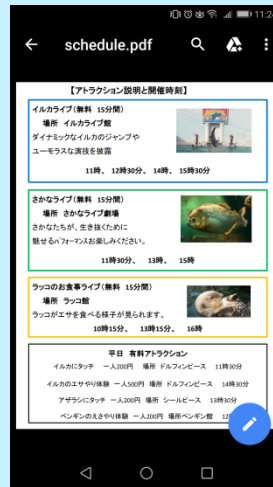 11:2
schedule.pdf
【アトラクション説明と開催時刻】
イルカライブ(無料 15分間)
場所 イルカライブ館
ダイナミックなイルカのジャンプや
ユーモラスな演技を披露
11時、 12時30分、 14時、 15時30分
さかなライブ(無料 15分間)
場所 さかなライブ劇場
さかなたちが、生き抜くために
魅せるパフォーマンスお楽しみください。
11時30分、 13時、 15時
ラッコのお食事ライブ(無料 15分間)
場所 ラッコ館
ラッコがエサを食べる様子が見られます。
10時15分、 13時15分、 16時
平日 有料アトラクション
イルカにタッチ 一人200円 場所 ドルフィンピース 11時30分
イルカのエサやり体験 一人500円 場所 ドルフィンピース 14時30分
アザラシにタッチ 一人200円 場所 シールピース 13時30分
ペンギンのえさやり体験 一人200円 場所ペンギン館 12